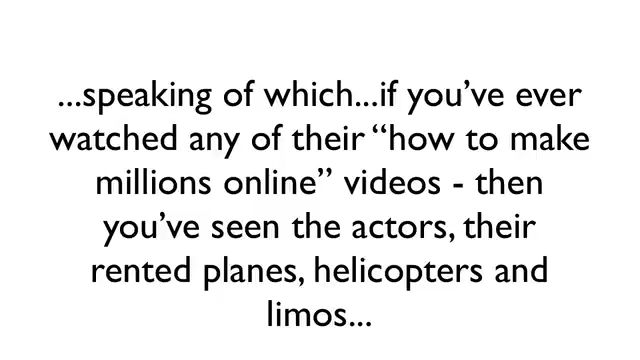 ...speaking of which...if you’ve ever
watched any of their “how to make
millions online” videos - then
you’ve seen the actors, their
rented planes, helicopters and
limos...